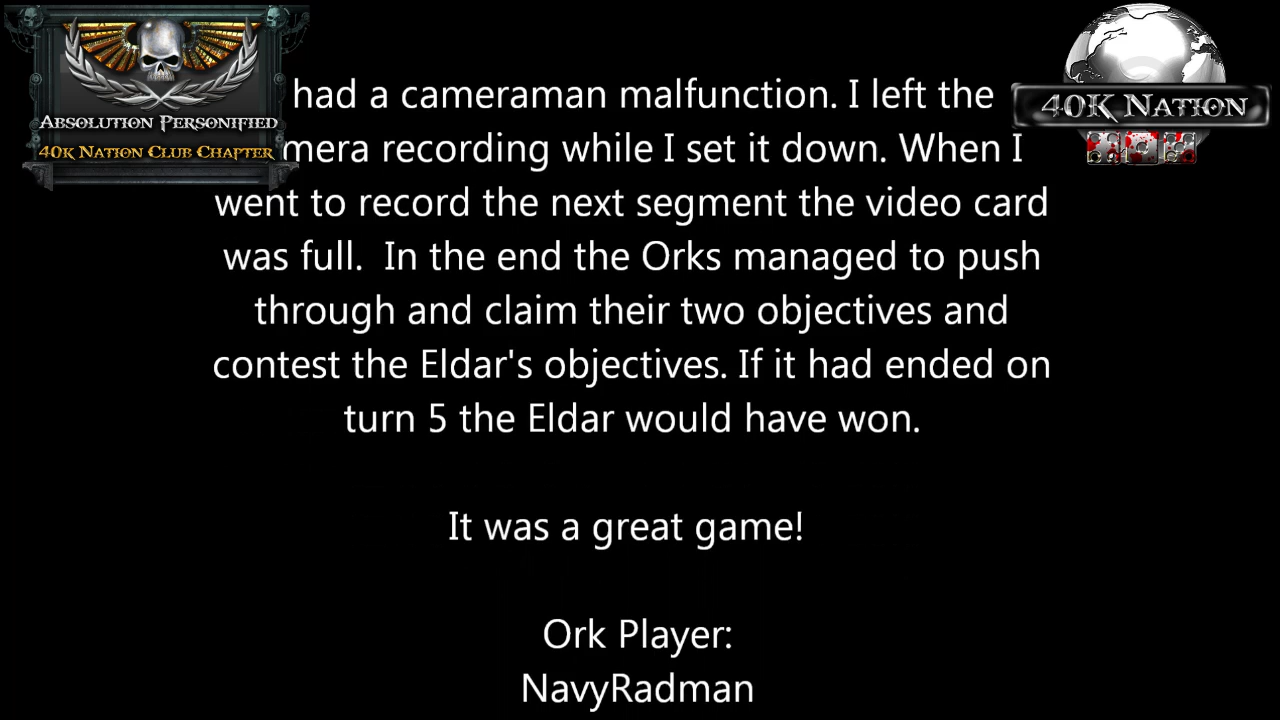 ABSOLUTION PERSONIFIED
40K NATION CLUB CHAPTER
40K NATION
had a cameraman malfunction. I left the
mera recording while I set it down. When I
went to record the next segment the video card
was full.  In the end the Orks managed to push
through and claim their two objectives and
contest the Eldar's objectives. If it had ended on
turn 5 the Eldar would have won.
It was a great game!
Ork Player:
NavyRadman